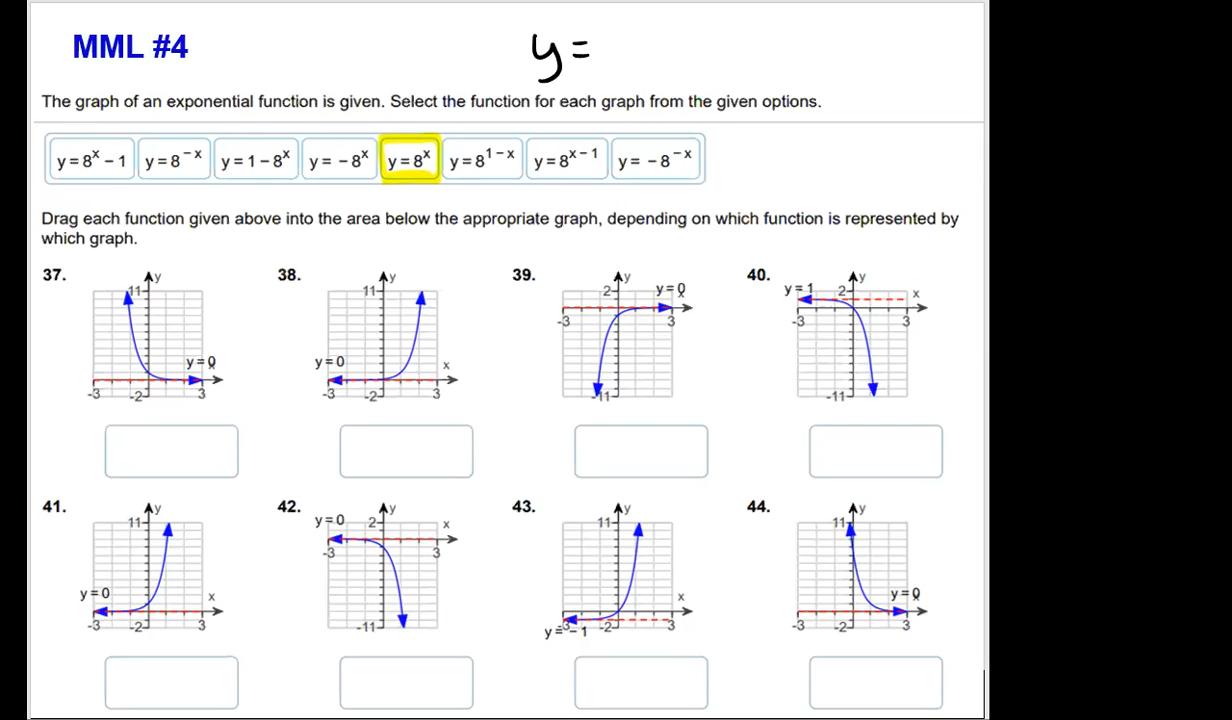 MML #4
y =
The graph of an exponential function is given. Select the function for each graph from the given options.
y = 8^x − 1 y = 8^−x y = 1 − 8^x y = − 8^x y = 8^x y = 8^1 − x y = 8^x − 1 y = − 8^−x
Drag each function given above into the area below the appropriate graph, depending on which function is represented by
which graph.
37. 38. 39. 40.
y 11 y = 0 x -3 -2 3
y 11 y = 0 x -3 -2 3
y 2 y = 0 x -3 3 -11
y = 1 y 2 x -3 3 -11
41. 42. 43. 44.
y 11 y = 0 x -3 -2 3
y = 0 y 2 x -3 3 -11
y 11 x y = − 1 -3 -2 3
y 11 y = 0 x -3 -2 3